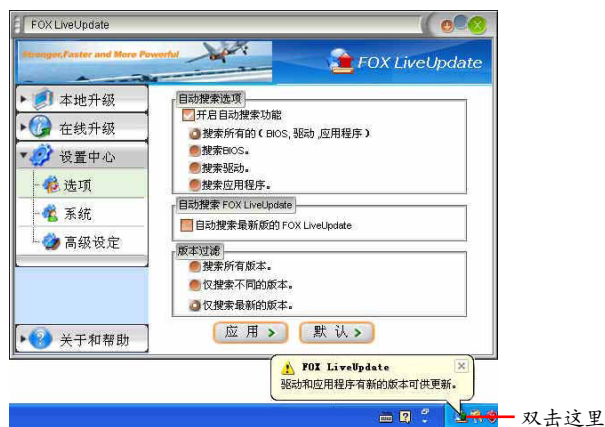 FOX LiveUpdate
Stronger,Faster and More Powerful
FOX LiveUpdate
本地升级
在线升级
设置中心
选项
系统
高级设定
关于和帮助
自动搜索选项
开启自动搜索功能
搜索所有的（BIOS,驱动,应用程序）
搜索BIOS。
搜索驱动。
搜索应用程序。
自动搜索 FOX LiveUpdate
自动搜索最新版的 FOX LiveUpdate
版本过滤
搜索所有版本。
仅搜索不同的版本。
仅搜索最新的版本。
应 用
默 认
FOX LiveUpdate
驱动和应用程序有新的版本可供更新。
双击这里